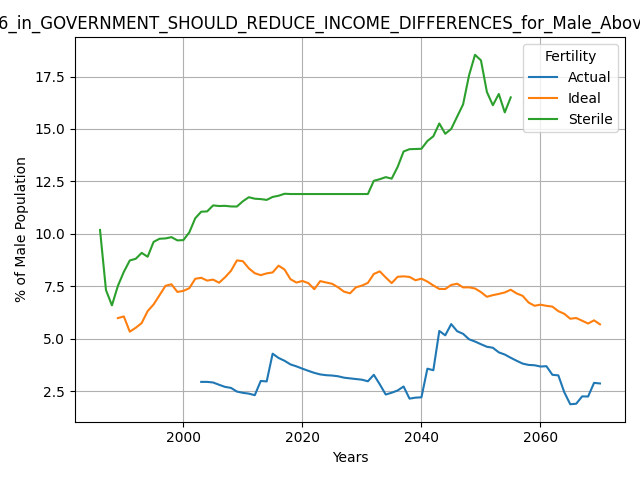 6_in_GOVERNMENT_SHOULD_REDUCE_INCOME_DIFFERENCES_for_Male_Abov
Fertility
Actual
Ideal
Sterile
17.5
15.0
12.5
10.0
7.5
5.0
2.5
% of Male Population
2000
2020
2040
2060
Years